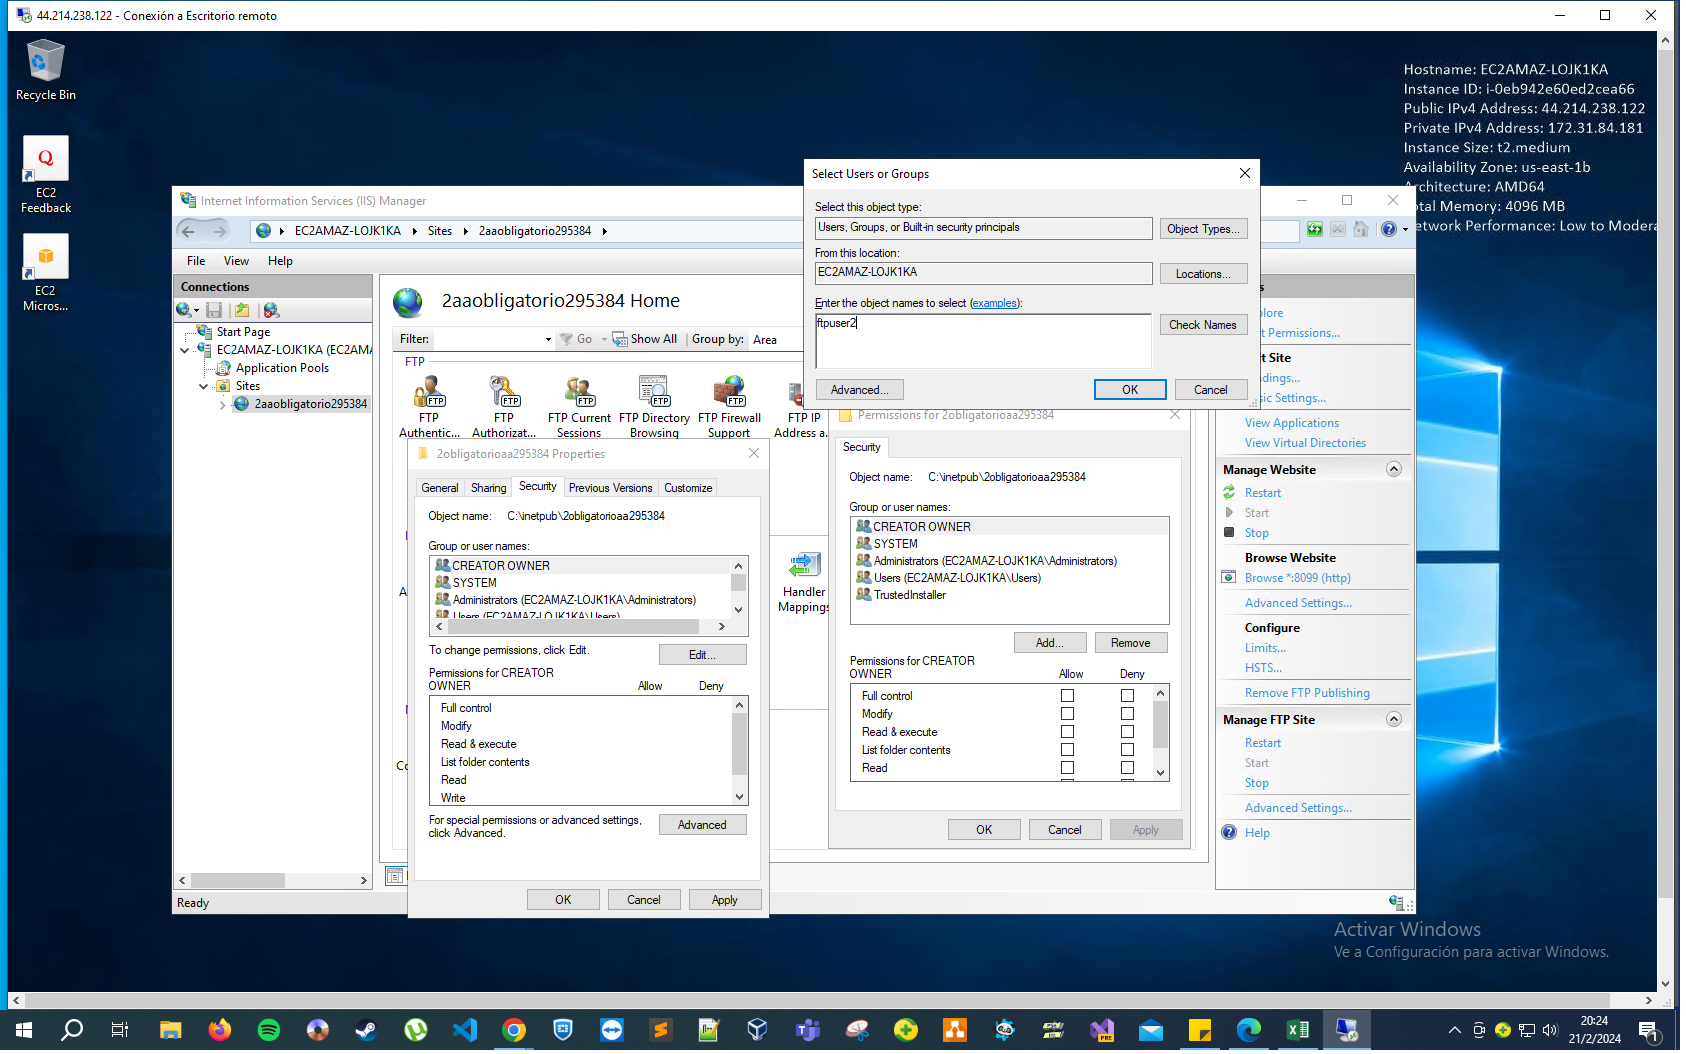 44.214.238.122 - Conexión a Escritorio remoto
Recycle Bin
EC2
Feedback
EC2
Micros...
Hostname: EC2AMAZ-LOJK1KA
Instance ID: i-0eb942e60ed2cea66
Public IPv4 Address: 44.214.238.122
Private IPv4 Address: 172.31.84.181
Instance Size: t2.medium
Availability Zone: us-east-1b
Architecture: AMD64
otal Memory: 4096 MB
etwork Performance: Low to Modera
Internet Information Services (IIS) Manager
EC2AMAZ-LOJK1KA
Sites
2aaobligatorio295384
File
View
Help
Connections
Start Page
EC2AMAZ-LOJK1KA (EC2AMA
Application Pools
Sites
2aaobligatorio295384
2aaobligatorio295384 Home
Filter:
Go
Show All
Group by:
Area
FTP
FTP
Authentic...
FTP
Authorizat...
FTP Current
Sessions
FTP Directory
Browsing
FTP Firewall
Support
FTP IP
Address a.
Handler
Mappings
Select Users or Groups
Select this object type:
Users, Groups, or Built-in security principals
Object Types...
From this location:
EC2AMAZ-LOJK1KA
Locations...
Enter the object names to select (examples):
ftpuser2
Check Names
Advanced...
OK
Cancel
2obligatorioaa295384 Properties
General
Sharing
Security
Previous Versions
Customize
Object name: C:\inetpub\2obligatorioaa295384
Group or user names:
CREATOR OWNER
SYSTEM
Administrators (EC2AMAZ-LOJK1KA\Administrators)
Users (EC2AMAZ-LOJK1KA\Users)
To change permissions, click Edit.
Edit...
Permissions for CREATOR
OWNER
Allow
Deny
Full control
Modify
Read & execute
List folder contents
Read
Write
For special permissions or advanced settings,
click Advanced.
Advanced
OK
Cancel
Apply
Permissions for 2obligatorioaa295384
Security
Object name: C:\inetpub\2obligatorioaa295384
Group or user names:
CREATOR OWNER
SYSTEM
Administrators (EC2AMAZ-LOJK1KA\Administrators)
Users (EC2AMAZ-LOJK1KA\Users)
TrustedInstaller
Add...
Remove
Permissions for CREATOR
OWNER
Allow
Deny
Full control
Modify
Read & execute
List folder contents
Read
OK
Cancel
Apply
s
lore
t Permissions...
t Site
dings...
sic Settings...
View Applications
View Virtual Directories
Manage Website
Restart
Start
Stop
Browse Website
Browse *:8099 (http)
Advanced Settings...
Configure
Limits...
HSTS...
Remove FTP Publishing
Manage FTP Site
Restart
Start
Stop
Advanced Settings...
Help
Ready
Activar Windows
Ve a Configuración para activar Windows.
20:24
21/2/2024
1